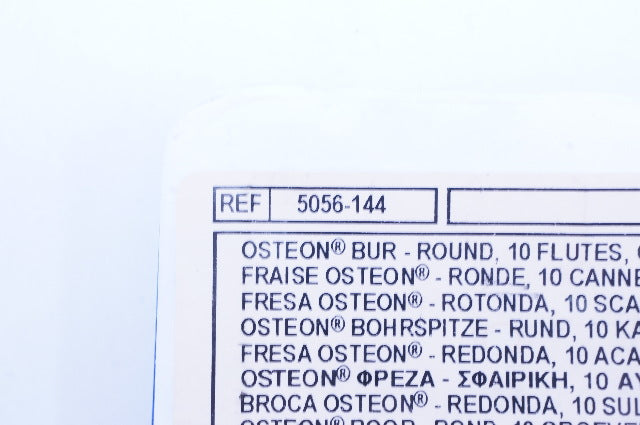 REF 5056-144
OSTEON® BUR - ROUND, 10 FLUTES,
FRAISE OSTEON® - RONDE, 10 CANNE
FRESA OSTEON® - ROTONDA, 10 SCA
OSTEON® BOHRSPITZE - RUND, 10 KA
FRESA OSTEON® - REDONDA, 10 ACA
OSTEON® ΦΡΕΖΑ - ΣΦΑΙΡΙΚΗ, 10 ΑΥ
BROCA OSTEON® - REDONDA, 10 SUL